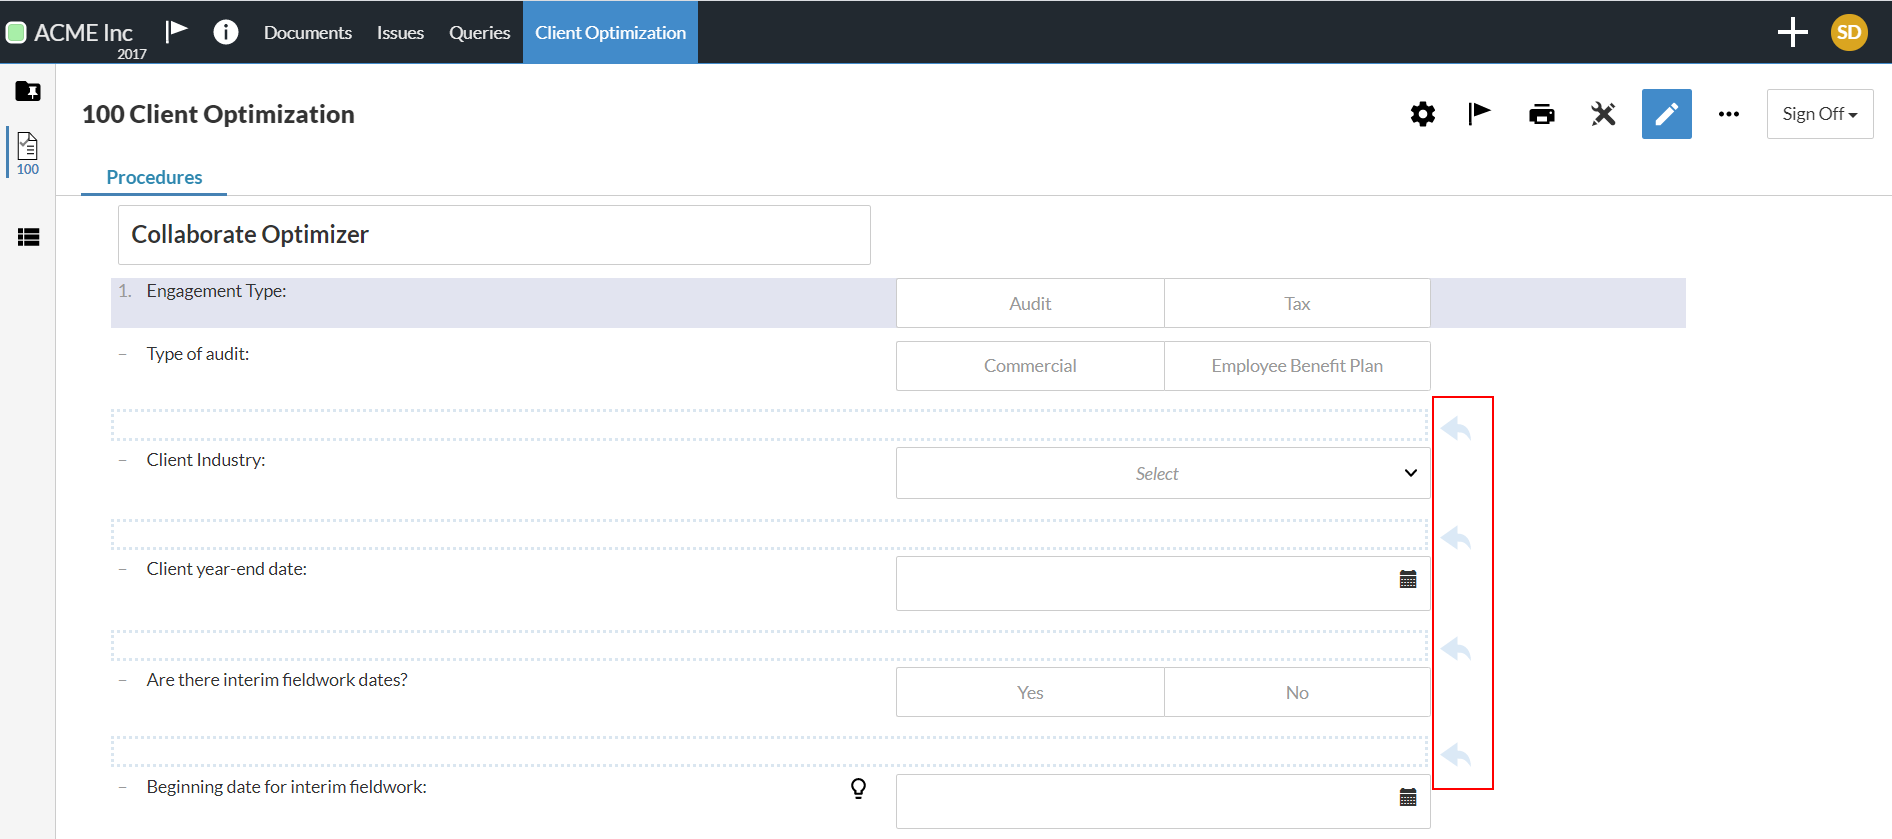 ACME Inc
2017
Documents
Issues
Queries
Client Optimization
SD
100
100 Client Optimization
Sign Off
Procedures
Collaborate Optimizer
1. Engagement Type:
Audit
Tax
– Type of audit:
Commercial
Employee Benefit Plan
– Client Industry:
Select
– Client year-end date:
– Are there interim fieldwork dates?
Yes
No
– Beginning date for interim fieldwork: